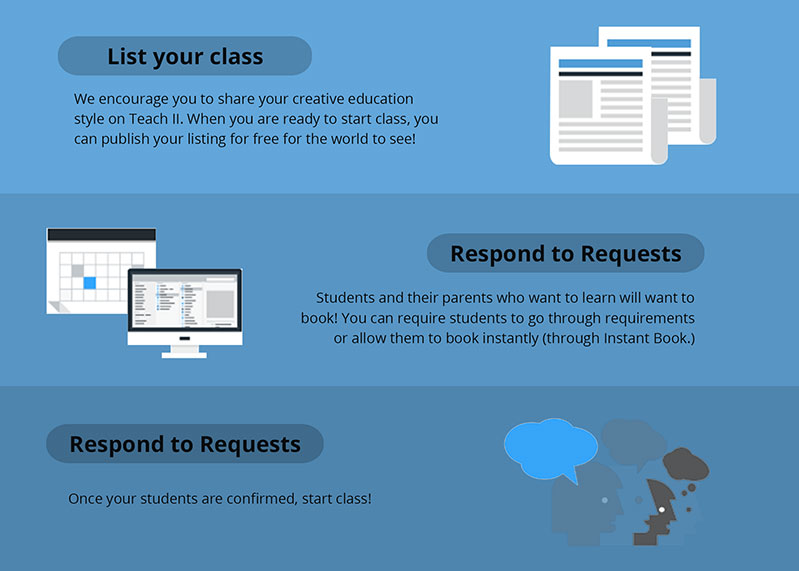 List your class
We encourage you to share your creative education
style on Teach II. When you are ready to start class, you
can publish your listing for free for the world to see!
Respond to Requests
Students and their parents who want to learn will want to
book! You can require students to go through requirements
or allow them to book instantly (through Instant Book.)
Respond to Requests
Once your students are confirmed, start class!